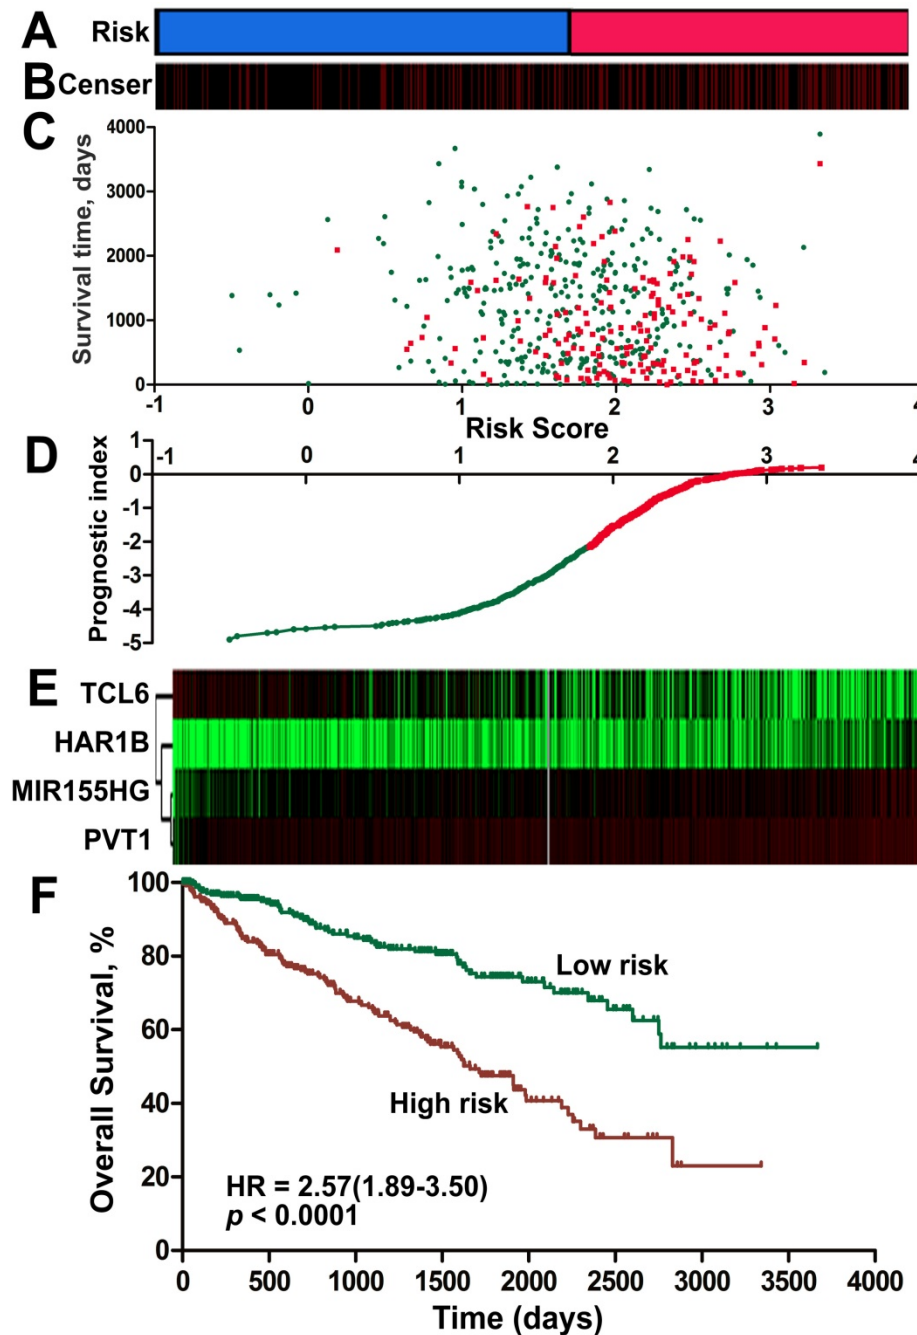 A Risk
B Censer
C
Survival time, days
4000
3000
2000
1000
0
-1 0 1 2 3 4
Risk Score
D
Prognostic index
1
0
-1
-2
-3
-4
-5
-1 0 1 2 3 4
E
TCL6
HAR1B
MIR155HG
PVT1
F
Overall Survival, %
100
80
60
40
20
0
Low risk
High risk
HR = 2.57(1.89-3.50)
p < 0.0001
0 500 1000 1500 2000 2500 3000 3500 4000
Time (days)